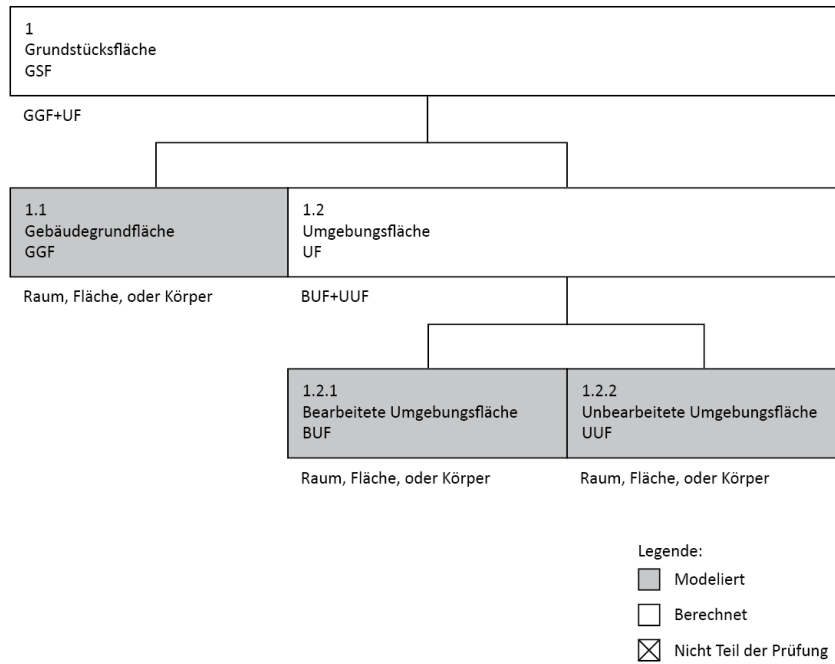 1
Grundstücksfläche
GSF
GGF+UF
1.1
Gebäudegrundfläche
GGF
Raum, Fläche, oder Körper
1.2
Umgebungsfläche
UF
BUF+UUF
1.2.1
Bearbeitete Umgebungsfläche
BUF
Raum, Fläche, oder Körper
1.2.2
Unbearbeitete Umgebungsfläche
UUF
Raum, Fläche, oder Körper
Legende:
Modeliert
Berechnet
Nicht Teil der Prüfung